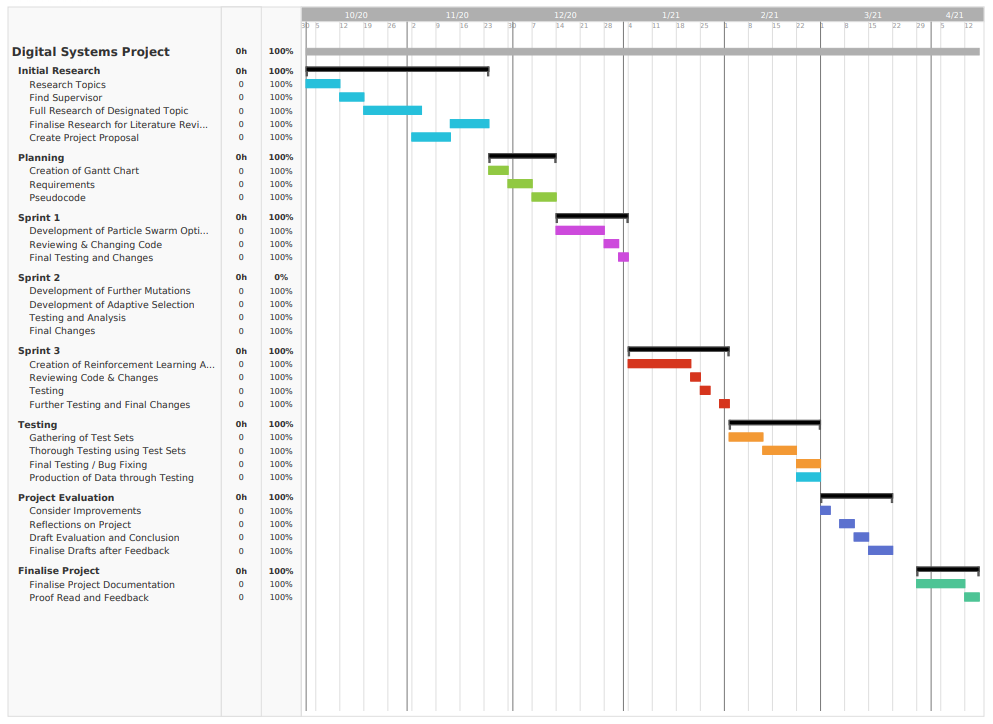 10/20 11/20 12/20 1/21 2/21 3/21 4/21
30 5 12 19 26 2 9 16 23 30 7 14 21 28 4 11 18 25 1 8 15 22 1 8 15 22 29 5 12
Digital Systems Project 0h 100%
Initial Research 0h 100%
Research Topics 0 100%
Find Supervisor 0 100%
Full Research of Designated Topic 0 100%
Finalise Research for Literature Revi... 0 100%
Create Project Proposal 0 100%
Planning 0h 100%
Creation of Gantt Chart 0 100%
Requirements 0 100%
Pseudocode 0 100%
Sprint 1 0h 100%
Development of Particle Swarm Opti... 0 100%
Reviewing & Changing Code 0 100%
Final Testing and Changes 0 100%
Sprint 2 0h 0%
Development of Further Mutations 0 100%
Development of Adaptive Selection 0 100%
Testing and Analysis 0 100%
Final Changes 0 100%
Sprint 3 0h 100%
Creation of Reinforcement Learning A... 0 100%
Reviewing Code & Changes 0 100%
Testing 0 100%
Further Testing and Final Changes 0 100%
Testing 0h 100%
Gathering of Test Sets 0 100%
Thorough Testing using Test Sets 0 100%
Final Testing / Bug Fixing 0 100%
Production of Data through Testing 0 100%
Project Evaluation 0h 100%
Consider Improvements 0 100%
Reflections on Project 0 100%
Draft Evaluation and Conclusion 0 100%
Finalise Drafts after Feedback 0 100%
Finalise Project 0h 100%
Finalise Project Documentation 0 100%
Proof Read and Feedback 0 100%